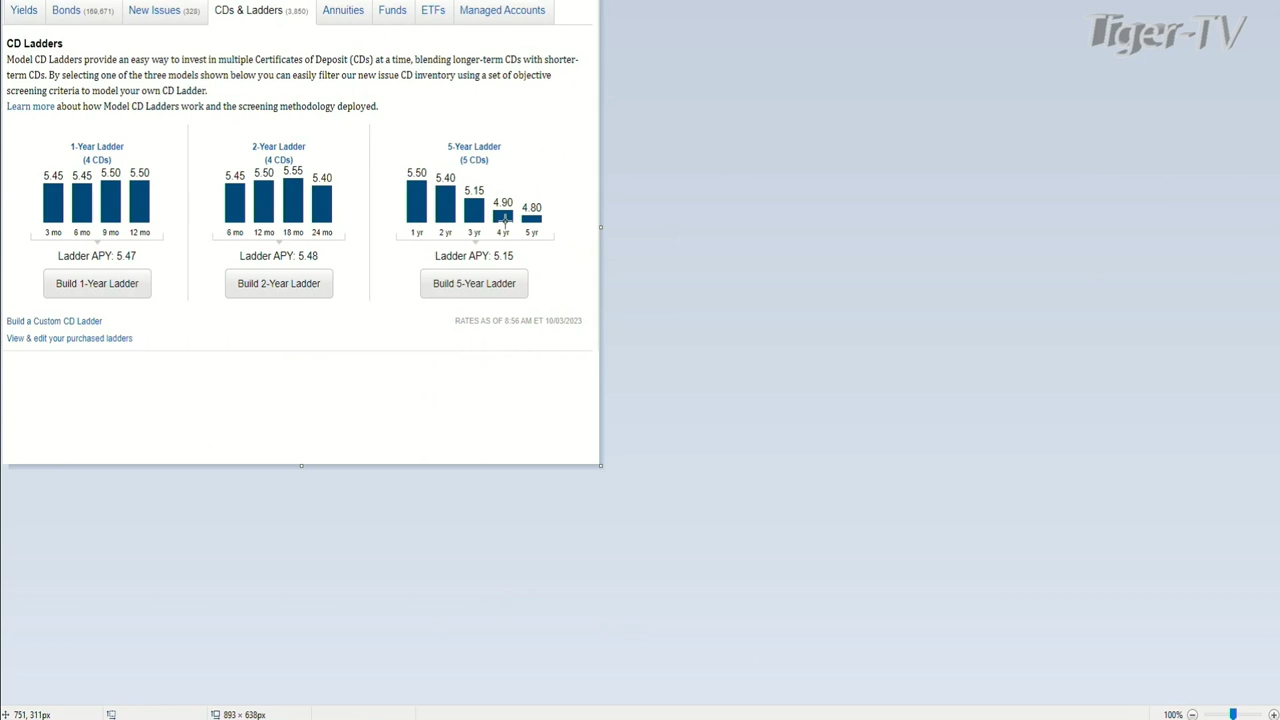 Yields Bonds (169,671) New Issues (328) CDs & Ladders (3,850) Annuities Funds ETFs Managed Accounts
Tiger-TV
CD Ladders
Model CD Ladders provide an easy way to invest in multiple Certificates of Deposit (CDs) at a time, blending longer-term CDs with shorter-
term CDs. By selecting one of the three models shown below you can easily filter our new issue CD inventory using a set of objective
screening criteria to model your own CD Ladder.
Learn more about how Model CD Ladders work and the screening methodology deployed.
1-Year Ladder
(4 CDs)
5.45 5.45 5.50 5.50
3 mo 6 mo 9 mo 12 mo
Ladder APY: 5.47
Build 1-Year Ladder
2-Year Ladder
(4 CDs)
5.45 5.50 5.55 5.40
6 mo 12 mo 18 mo 24 mo
Ladder APY: 5.48
Build 2-Year Ladder
5-Year Ladder
(5 CDs)
5.50 5.40 5.15 4.90 4.80
1 yr 2 yr 3 yr 4 yr 5 yr
Ladder APY: 5.15
Build 5-Year Ladder
Build a Custom CD Ladder
RATES AS OF 8:56 AM ET 10/03/2023
View & edit your purchased ladders
751, 311px 893 × 638px 100%